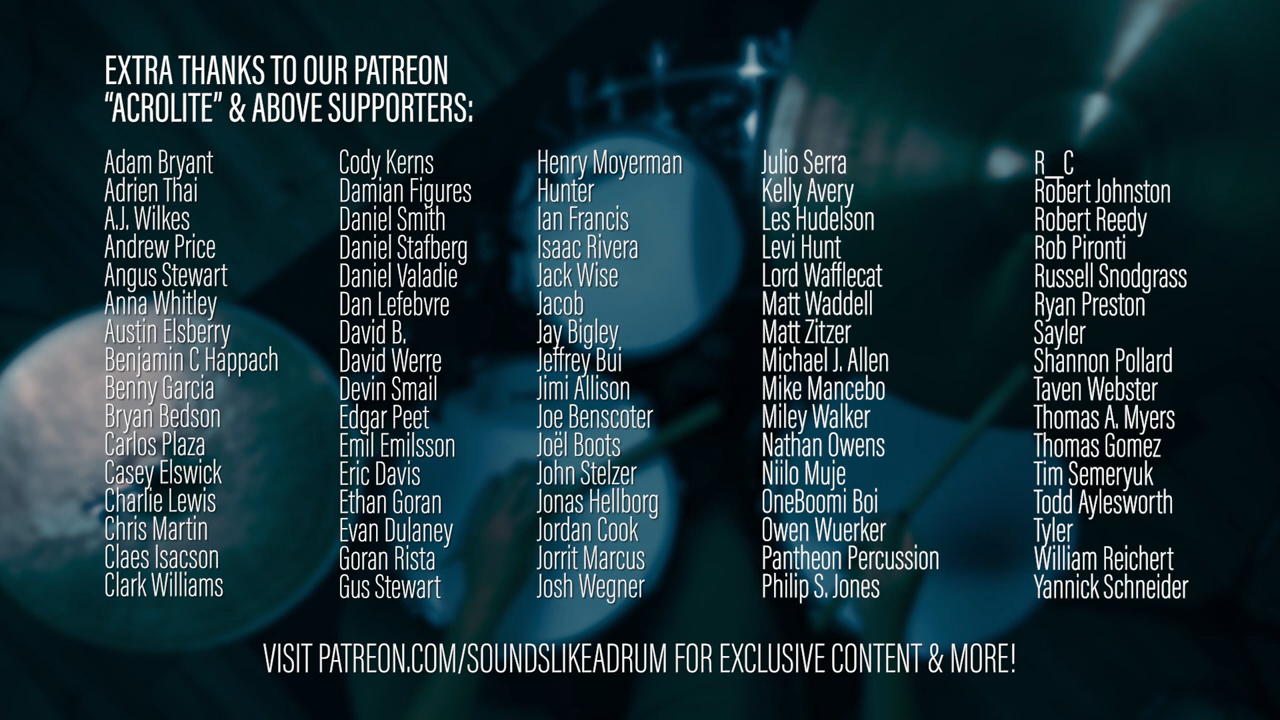 EXTRA THANKS TO OUR PATREON
“ACROLITE” & ABOVE SUPPORTERS:
Adam Bryant
Adrien Thai
A.J. Wilkes
Andrew Price
Angus Stewart
Anna Whitley
Austin Elsberry
Benjamin C Happach
Benny Garcia
Bryan Bedson
Carlos Plaza
Casey Elswick
Charlie Lewis
Chris Martin
Claes Isacson
Clark Williams
Cody Kerns
Damian Figures
Daniel Smith
Daniel Stafberg
Daniel Valadie
Dan Lefebvre
David B.
David Werre
Devin Smail
Edgar Peet
Emil Emilsson
Eric Davis
Ethan Goran
Evan Dulaney
Goran Rista
Gus Stewart
Henry Moyerman
Hunter
Ian Francis
Isaac Rivera
Jack Wise
Jacob
Jay Bigley
Jeffrey Bui
Jimi Allison
Joe Benscoter
Joël Boots
John Stelzer
Jonas Hellborg
Jordan Cook
Jorrit Marcus
Josh Wegner
Julio Serra
Kelly Avery
Les Hudelson
Levi Hunt
Lord Wafflecat
Matt Waddell
Matt Zitzer
Michael J. Allen
Mike Mancebo
Miley Walker
Nathan Owens
Niilo Muje
OneBoomi Boi
Owen Wuerker
Pantheon Percussion
Philip S. Jones
R__C
Robert Johnston
Robert Reedy
Rob Pironti
Russell Snodgrass
Ryan Preston
Sayler
Shannon Pollard
Taven Webster
Thomas A. Myers
Thomas Gomez
Tim Semeryuk
Todd Aylesworth
Tyler
William Reichert
Yannick Schneider
VISIT PATREON.COM/SOUNDSLIKEADRUM FOR EXCLUSIVE CONTENT & MORE!